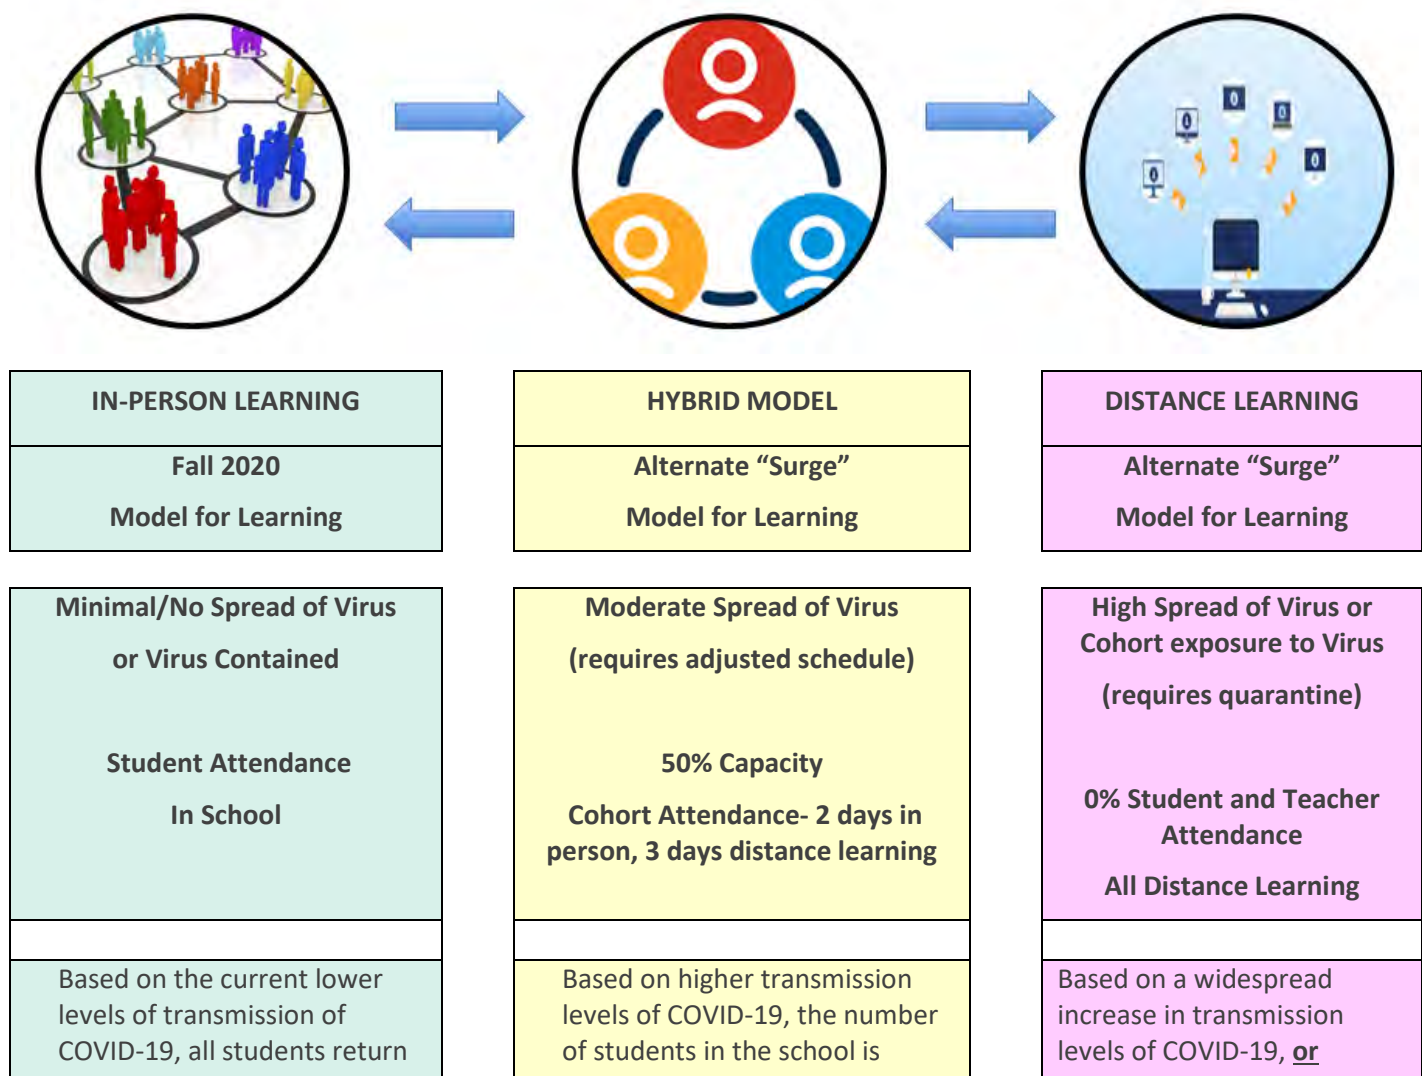 IN-PERSON LEARNING
Fall 2020
Model for Learning
Minimal/No Spread of Virus
or Virus Contained
Student Attendance
In School
Based on the current lower
levels of transmission of
COVID-19, all students return
HYBRID MODEL
Alternate “Surge”
Model for Learning
Moderate Spread of Virus
(requires adjusted schedule)
50% Capacity
Cohort Attendance- 2 days in
person, 3 days distance learning
Based on higher transmission
levels of COVID-19, the number
of students in the school is
DISTANCE LEARNING
Alternate “Surge”
Model for Learning
High Spread of Virus or
Cohort exposure to Virus
(requires quarantine)
0% Student and Teacher
Attendance
All Distance Learning
Based on a widespread
increase in transmission
levels of COVID-19, or